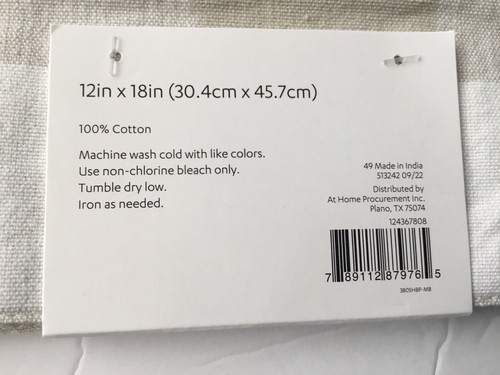 12in x 18in (30.4cm x 45.7cm)
100% Cotton
Machine wash cold with like colors.
Use non-chlorine bleach only.
Tumble dry low.
Iron as needed.
49 Made in India
513242 09/22
Distributed by
At Home Procurement Inc.
Plano, TX 75074
124367808
7 89112 87976 5
3805HBP-MB